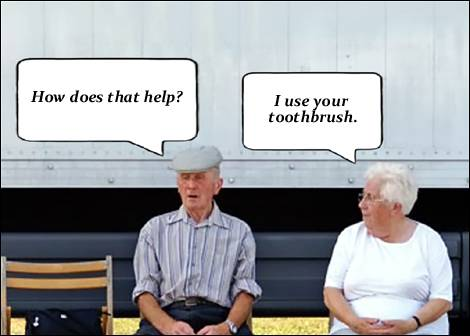 How does that help?
I use your
toothbrush.